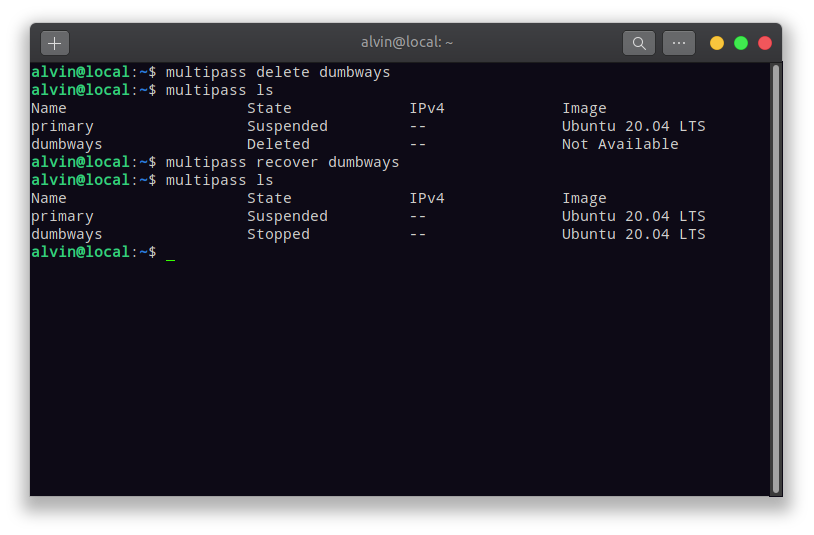 alvin@local: ~
alvin@local:~$ multipass delete dumbways
alvin@local:~$ multipass ls
Name                    State             IPv4             Image
primary                 Suspended         --               Ubuntu 20.04 LTS
dumbways                Deleted           --               Not Available
alvin@local:~$ multipass recover dumbways
alvin@local:~$ multipass ls
Name                    State             IPv4             Image
primary                 Suspended         --               Ubuntu 20.04 LTS
dumbways                Stopped           --               Ubuntu 20.04 LTS
alvin@local:~$ _